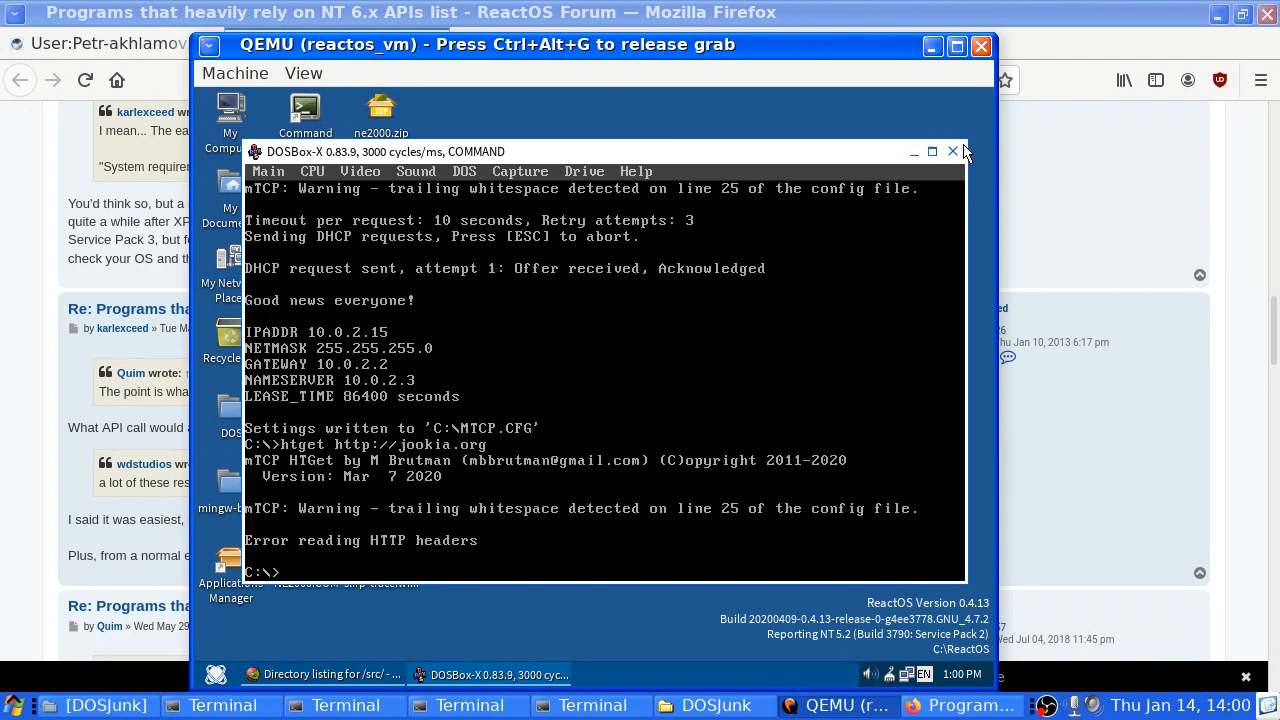 Programs that heavily rely on NT 6.x APIs list - ReactOS Forum — Mozilla Firefox
User:Petr-akhlamov
QEMU (reactos_vm) - Press Ctrl+Alt+G to release grab
Machine View
karlexceed
I mean... The ea
"System require
You'd think so, but a
quite a while after XP
Service Pack 3, but f
check your OS and th
Re: Programs tha
by karlexceed » Tue Ma
Quim wrote:
The point is wha
What API call would
wdstudios
a lot of these res
I said it was easiest,
Plus, from a normal e
Re: Programs tha
by Quim » Wed May 29
My
Compu
Command
ne2000.zip
My
Docume
My Netw
Place
Recycle
DOS
mingw-b
Applications
Manager
DOSBox-X 0.83.9, 3000 cycles/ms, COMMAND
Main CPU Video Sound DOS Capture Drive Help
mTCP: Warning - trailing whitespace detected on line 25 of the config file.
Timeout per request: 10 seconds, Retry attempts: 3
Sending DHCP requests, Press [ESC] to abort.
DHCP request sent, attempt 1: Offer received, Acknowledged
Good news everyone!
IPADDR 10.0.2.15
NETMASK 255.255.255.0
GATEWAY 10.0.2.2
NAMESERVER 10.0.2.3
LEASE_TIME 86400 seconds
Settings written to 'C:\MTCP.CFG'
C:\>htget http://jookia.org
mTCP HTGet by M Brutman (mbbrutman@gmail.com) (C)opyright 2011-2020
Version: Mar 7 2020
mTCP: Warning - trailing whitespace detected on line 25 of the config file.
Error reading HTTP headers
C:\>
ReactOS Version 0.4.13
Build 20200409-0.4.13-release-0-g4ee3778.GNU_4.7.2
Reporting NT 5.2 (Build 3790: Service Pack 2)
C:\ReactOS
Directory listing for /src/ - ...
DOSBox-X 0.83.9, 3000 cyc...
EN
1:00 PM
ed
26
hu Jan 10, 2013 6:17 pm
57
Wed Jul 04, 2018 11:45 pm
e
[DOSJunk]
Terminal
Terminal
Terminal
Terminal
DOSJunk
QEMU (r...
Program...
Thu Jan 14, 14:00